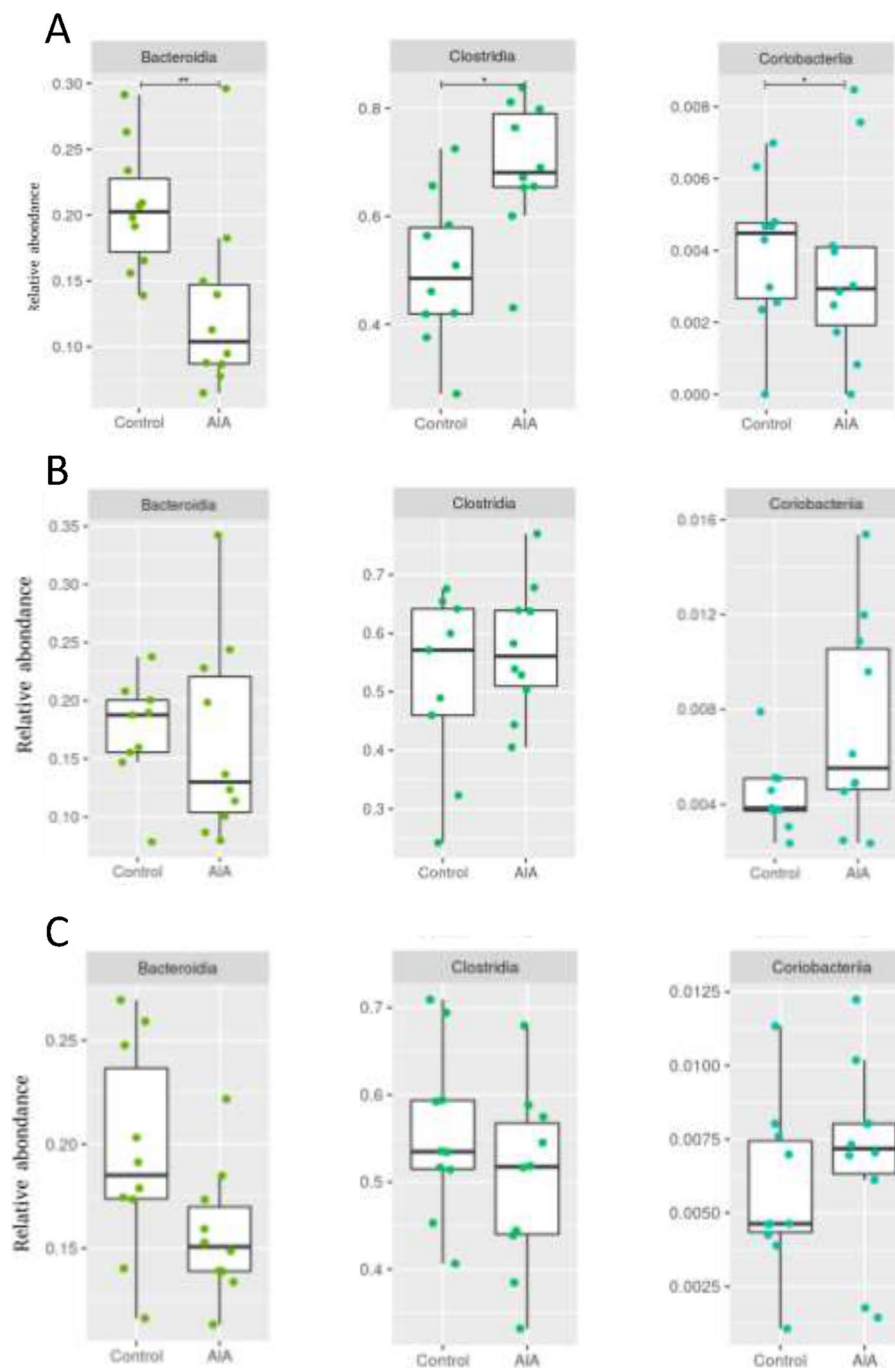 A
Bacteroidia
Clostridia
Coriobacteriia
**
*
*
Relative abondance
0.30
0.25
0.20
0.15
0.10
0.8
0.6
0.4
0.008
0.006
0.004
0.002
0.000
Control AIA
Control AIA
Control AIA
B
Bacteroidia
Clostridia
Coriobacteriia
Relative abondance
0.35
0.30
0.25
0.20
0.15
0.10
0.7
0.6
0.5
0.4
0.3
0.016
0.012
0.008
0.004
Control AIA
Control AIA
Control AIA
C
Bacteroidia
Clostridia
Coriobacteriia
Relative abondance
0.25
0.20
0.15
0.7
0.6
0.5
0.4
0.0125
0.0100
0.0075
0.0050
0.0025
Control AIA
Control AIA
Control AIA